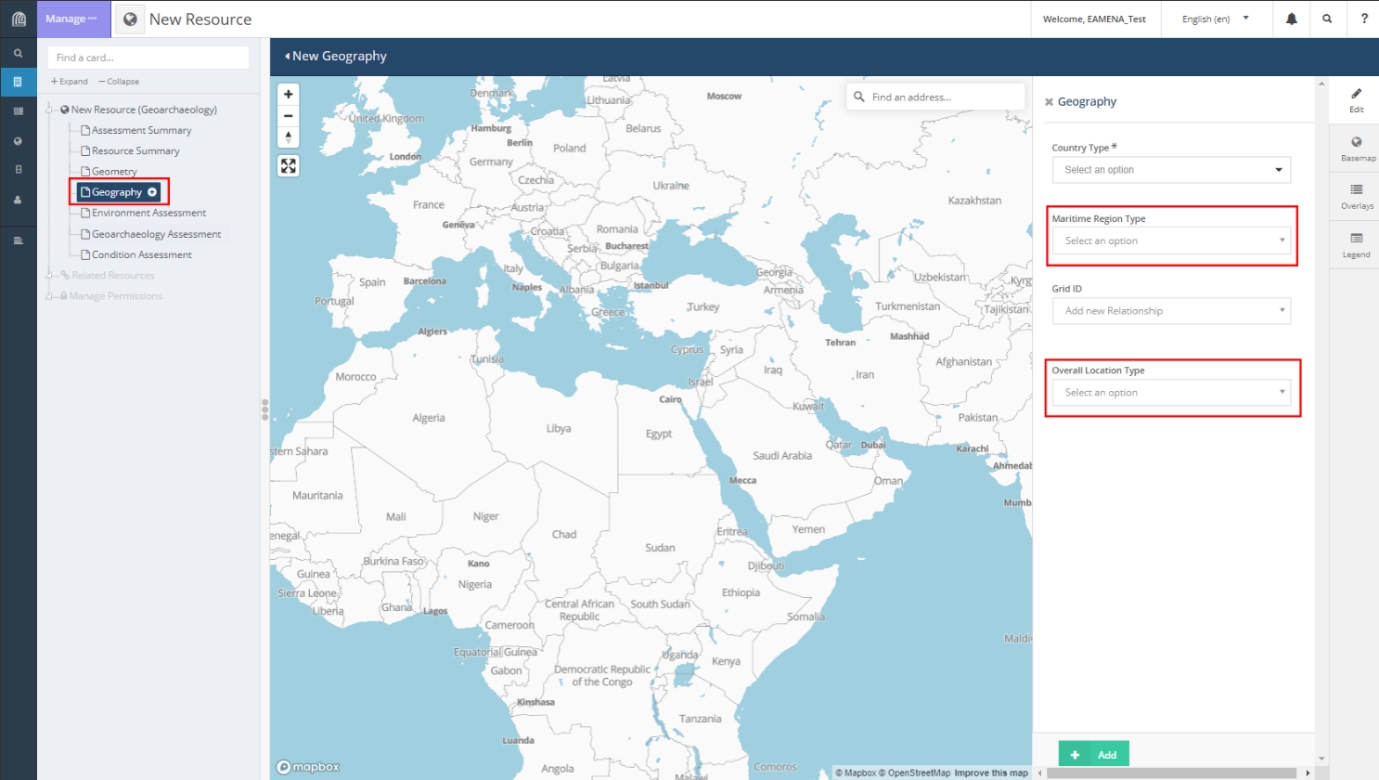 Manage ···
New Resource
Welcome, EAMENA_Test
English (en)
?
Find a card...
+ Expand − Collapse
New Resource (Geoarchaeology)
Assessment Summary
Resource Summary
Geometry
Geography
Environment Assessment
Geoarchaeology Assessment
Condition Assessment
Related Resources
Manage Permissions
New Geography
+
−
Find an address...
Latvia
Denmark
Lithuania
Moscow
United Kingdom
Hamburg
Belarus
Berlin
Poland
London
Germany
Czechia
Ukraine
France
Austria
Kazakhstan
Genêva
Croatia
Romania
Serbia
Bucharest
Italy
Bulgaria
Georgia
Uzbekistan
Kyrg
Spain
Barcelona
Naples
Albania
Istanbul
Armenia
Portugal
Greece
Turkey
Turkmenistan
Tajikistan
Algiers
Tehran
Mashhad
Tunisia
Cyprus
Syria
Afghanistan
Morocco
Israel
Iraq
Iran
Cairo
Kuwait
Algeria
Libya
Egypt
Pakistan
stern Sahara
Saudi Arabia
Qatar
Dubai
Karachi
Ahmedab
Mauritania
Mecca
Oman
Mumb
Mali
Niger
Chad
Sudan
Eritrea
Yemen
enegal
Burkina Faso
Kano
Djibouti
Guinea
Nigeria
Ethiopia
Sierra Leone
Liberia
Ghana
Lagos
Central African
Republic
South Sudan
Somalia
Cameroon
Maldiv
Equatorial Guinea
Gabon
Democratic Republic
of the Congo
Uganda
Kenya
Kinshasa
Tanzania
Luanda
Angola
Malawi
Comoros
mapbox
© Mapbox © OpenStreetMap Improve this map
Geography
Country Type *
Select an option
Maritime Region Type
Select an option
Grid ID
Add new Relationship
Overall Location Type
Select an option
+ Add
Edit
Basemap
Overlays
Legend